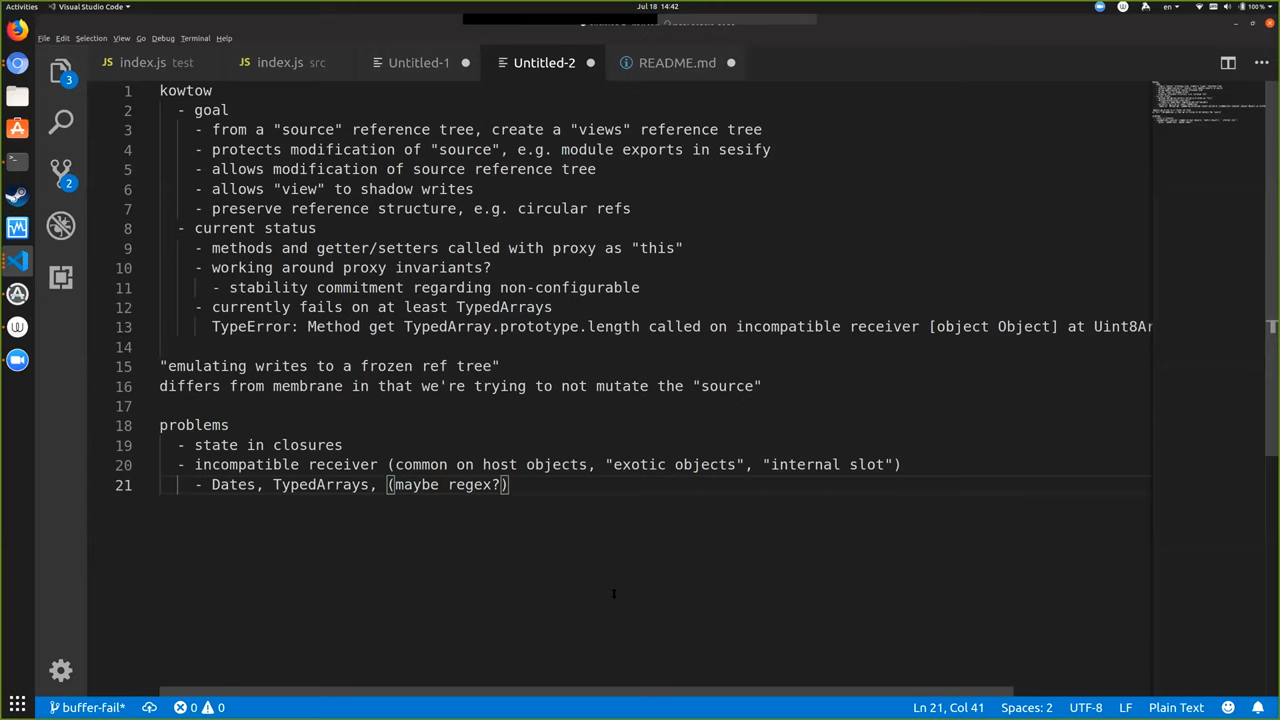 Activities
Visual Studio Code
Jul 18 14:42
en
100 %
File Edit Selection View Go Debug Terminal Help
index.js test
index.js src
Untitled-1
Untitled-2
README.md
3
2
1 kowtow
2 - goal
3 - from a "source" reference tree, create a "views" reference tree
4 - protects modification of "source", e.g. module exports in sesify
5 - allows modification of source reference tree
6 - allows "view" to shadow writes
7 - preserve reference structure, e.g. circular refs
8 - current status
9 - methods and getter/setters called with proxy as "this"
10 - working around proxy invariants?
11 - stability commitment regarding non-configurable
12 - currently fails on at least TypedArrays
13 TypeError: Method get TypedArray.prototype.length called on incompatible receiver [object Object] at Uint8Ar
14
15 "emulating writes to a frozen ref tree"
16 differs from membrane in that we're trying to not mutate the "source"
17
18 problems
19 - state in closures
20 - incompatible receiver (common on host objects, "exotic objects", "internal slot")
21 - Dates, TypedArrays, (maybe regex?)
buffer-fail*
0 0
Ln 21, Col 41
Spaces: 2
UTF-8
LF
Plain Text